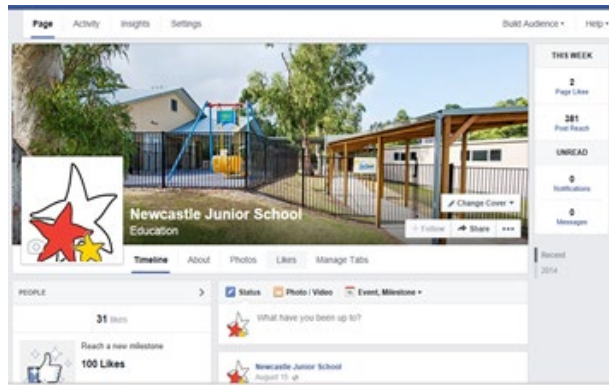 Page Activity Insights Settings Build Audience Help
THIS WEEK
2
Page Likes
381
Post Reach
UNREAD
0
Notifications
0
Messages
Recent
2014
Newcastle Junior School
Education
Change Cover
+ Follow Share
Timeline About Photos Likes Manage Tabs
PEOPLE
31 likes
Reach a new milestone
100 Likes
Status Photo / Video Event, Milestone +
What have you been up to?
Newcastle Junior School
August 15